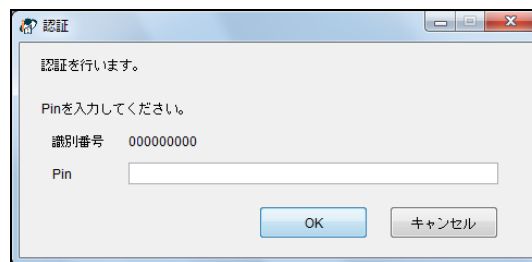 認証
認証を行います。
Pinを入力してください。
識別番号 000000000
Pin
OK キャンセル